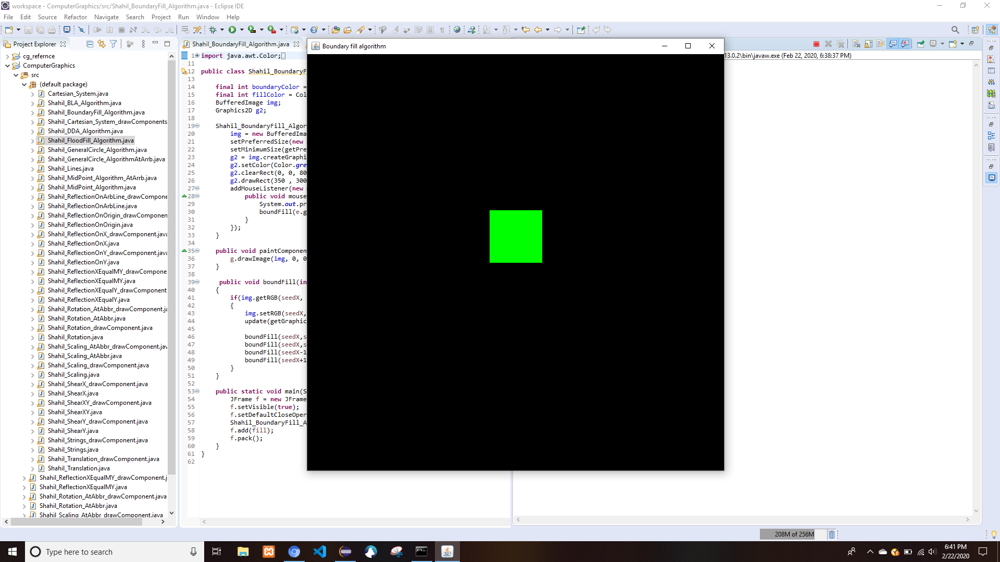 workspace - ComputerGraphics/src/Shahil_BoundaryFill_Algorithm.java - Eclipse IDE
File Edit Source Refactor Navigate Search Project Run Window Help
Project Explorer
cg_refernce
ComputerGraphics
src
(default package)
Cartesian_System.java
Shahil_BLA_Algorithm.java
Shahil_BoundaryFill_Algorithm.java
Shahil_Cartesian_System_drawComponents
Shahil_DDA_Algorithm.java
Shahil_FloodFill_Algorithm.java
Shahil_GeneralCircle_Algorithm.java
Shahil_GeneralCircle_AlgorithmAtArrb.java
Shahil_Lines.java
Shahil_MidPoint_Algorithm_AtArrb.java
Shahil_MidPoint_Algorithm.java
Shahil_ReflectionOnArbLine_drawCompone
Shahil_ReflectionOnArbLine.java
Shahil_ReflectionOnOrigin_drawComponen
Shahil_ReflectionOnOrigin.java
Shahil_ReflectionOnX_drawComponent.java
Shahil_ReflectionOnX.java
Shahil_ReflectionOnY_drawComponent.java
Shahil_ReflectionOnY.java
Shahil_ReflectionXEqualMY_drawCompone
Shahil_ReflectionXEqualMY.java
Shahil_ReflectionXEqualY_drawComponent
Shahil_ReflectionXEqualY.java
Shahil_Rotation_AtAbbr_drawComponent.ja
Shahil_Rotation_AtAbbr.java
Shahil_Rotation_drawComponent.java
Shahil_Rotation.java
Shahil_Scaling_AtAbbr_drawComponent.jav
Shahil_Scaling_AtAbbr.java
Shahil_Scaling_drawComponent.java
Shahil_Scaling.java
Shahil_ShearX_drawComponent.java
Shahil_ShearX.java
Shahil_ShearXY_drawComponent.java
Shahil_ShearXY.java
Shahil_ShearY_drawComponent.java
Shahil_ShearY.java
Shahil_Strings_drawComponent.java
Shahil_Strings.java
Shahil_Translation_drawComponent.java
Shahil_Translation.java
Shahil_ReflectionXEqualMY_drawComponent.j
Shahil_ReflectionXEqualMY.java
Shahil_Rotation_AtAbbr_drawComponent.java
Shahil_Rotation_AtAbbr.java
Shahil_Scaling_AtAbbr_drawComponent.java
Shahil_BoundaryFill_Algorithm.java
1 import java.awt.Color;
11
12 public class Shahil_BoundaryF
13
14 final int boundaryColor =
15 final int fillColor = Col
16 BufferedImage img;
17 Graphics2D g2;
18
19 Shahil_BoundaryFill_Algor
20 img = new BufferedIma
21 setPreferredSize(new
22 setMinimumSize(getPre
23 g2 = img.createGraphi
24 g2.setColor(Color.gre
25 g2.clearRect(0, 0, 80
26 g2.drawRect(350 , 300
27 addMouseListener(new
28 public void mouse
29 System.out.pr
30 boundFill(e.g
31 }
32 });
33 }
34
35 public void paintComponen
36 g.drawImage(img, 0, 0
37 }
38
39 public void boundFill(in
40 {
41 if(img.getRGB(seedX,
42 {
43 img.setRGB(seedX,
44 update(getGraphic
45
46 boundFill(seedX,s
47 boundFill(seedX,s
48 boundFill(seedX-1
49 boundFill(seedX+1
50 }
51 }
52
53 public static void main(S
54 JFrame f = new JFrame
55 f.setVisible(true);
56 f.setDefaultCloseOper
57 Shahil_BoundaryFill_A
58 f.add(fill);
59 f.pack();
60 }
61 }
62
Boundary fill algorithm
13.0.2\bin\javaw.exe (Feb 22, 2020, 6:38:37 PM)
208M of 256M
Type here to search
6:41 PM
2/22/2020